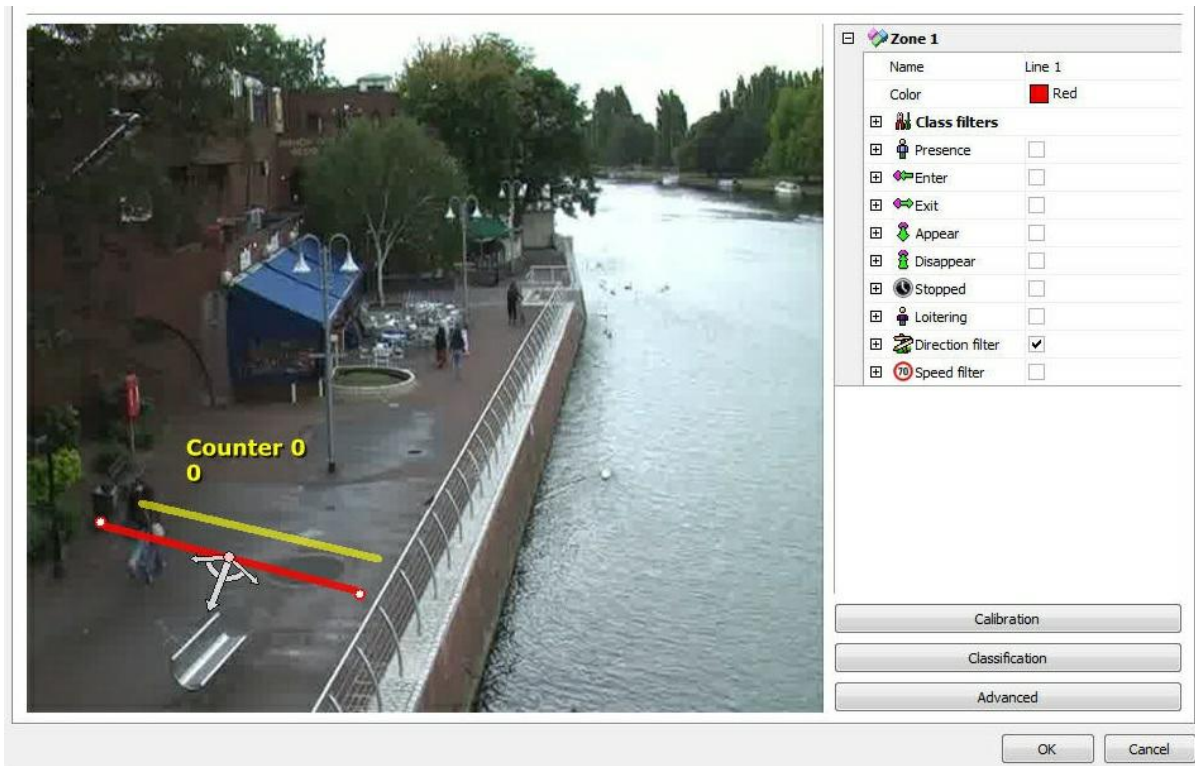 Counter 0
0
Zone 1
Name Line 1
Color Red
Class filters
Presence
Enter
Exit
Appear
Disappear
Stopped
Loitering
Direction filter
70 Speed filter
Calibration
Classification
Advanced
OK Cancel